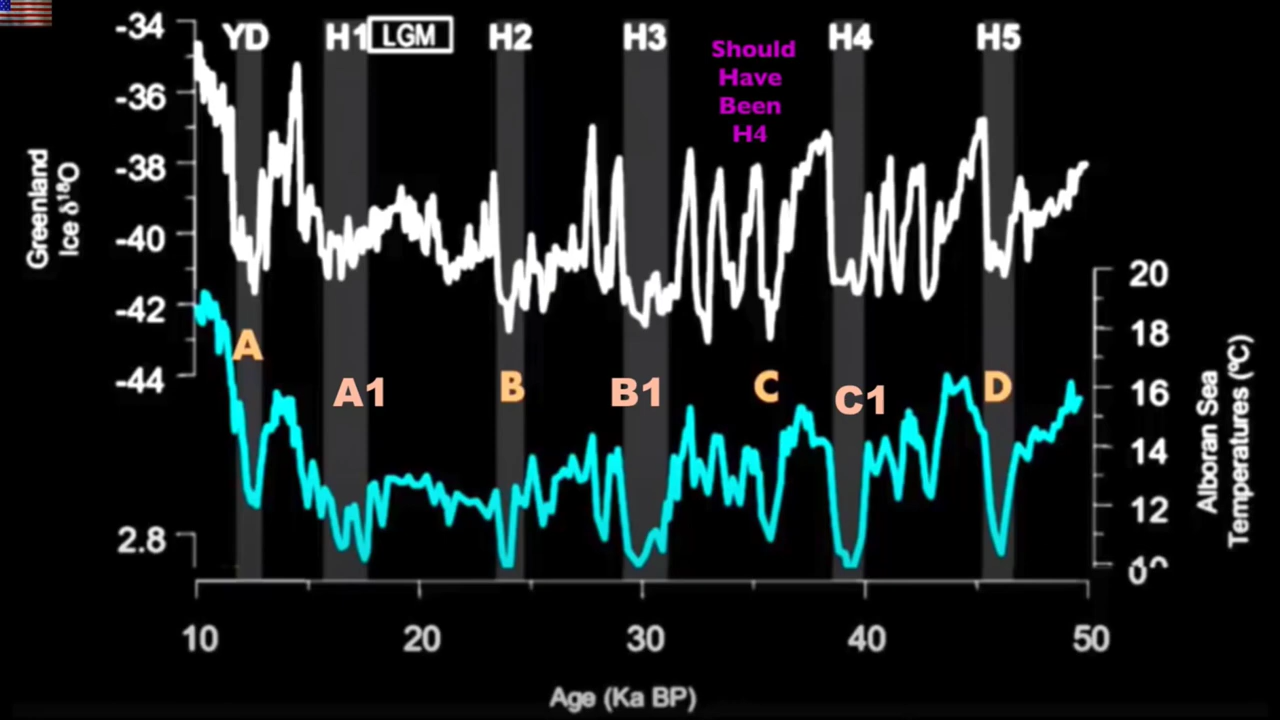 YD H1 LGM H2 H3 H4 H5
Should
Have
Been
H4
-34
-36
-38
-40
-42
-44
2.8
Greenland
Ice δ¹⁸O
A
A1
B
B1
C
C1
D
20
18
16
14
12
10
0
Alboran Sea
Temperatures (ºC)
10 20 30 40 50
Age (Ka BP)